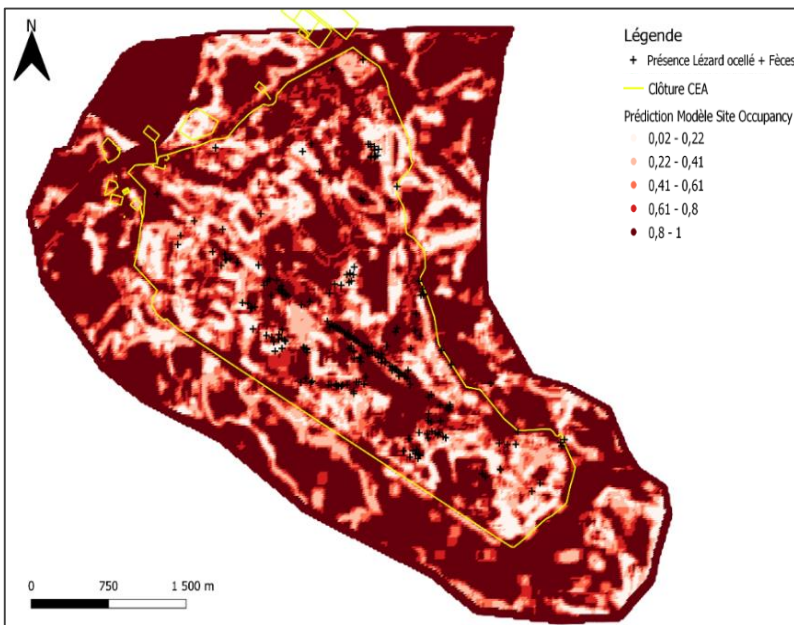 N
Légende
+ Présence Lézard ocellé + Fèces
Clôture CEA
Prédiction Modèle Site Occupancy
0,02 - 0,22
0,22 - 0,41
0,41 - 0,61
0,61 - 0,8
0,8 - 1
0 750 1 500 m